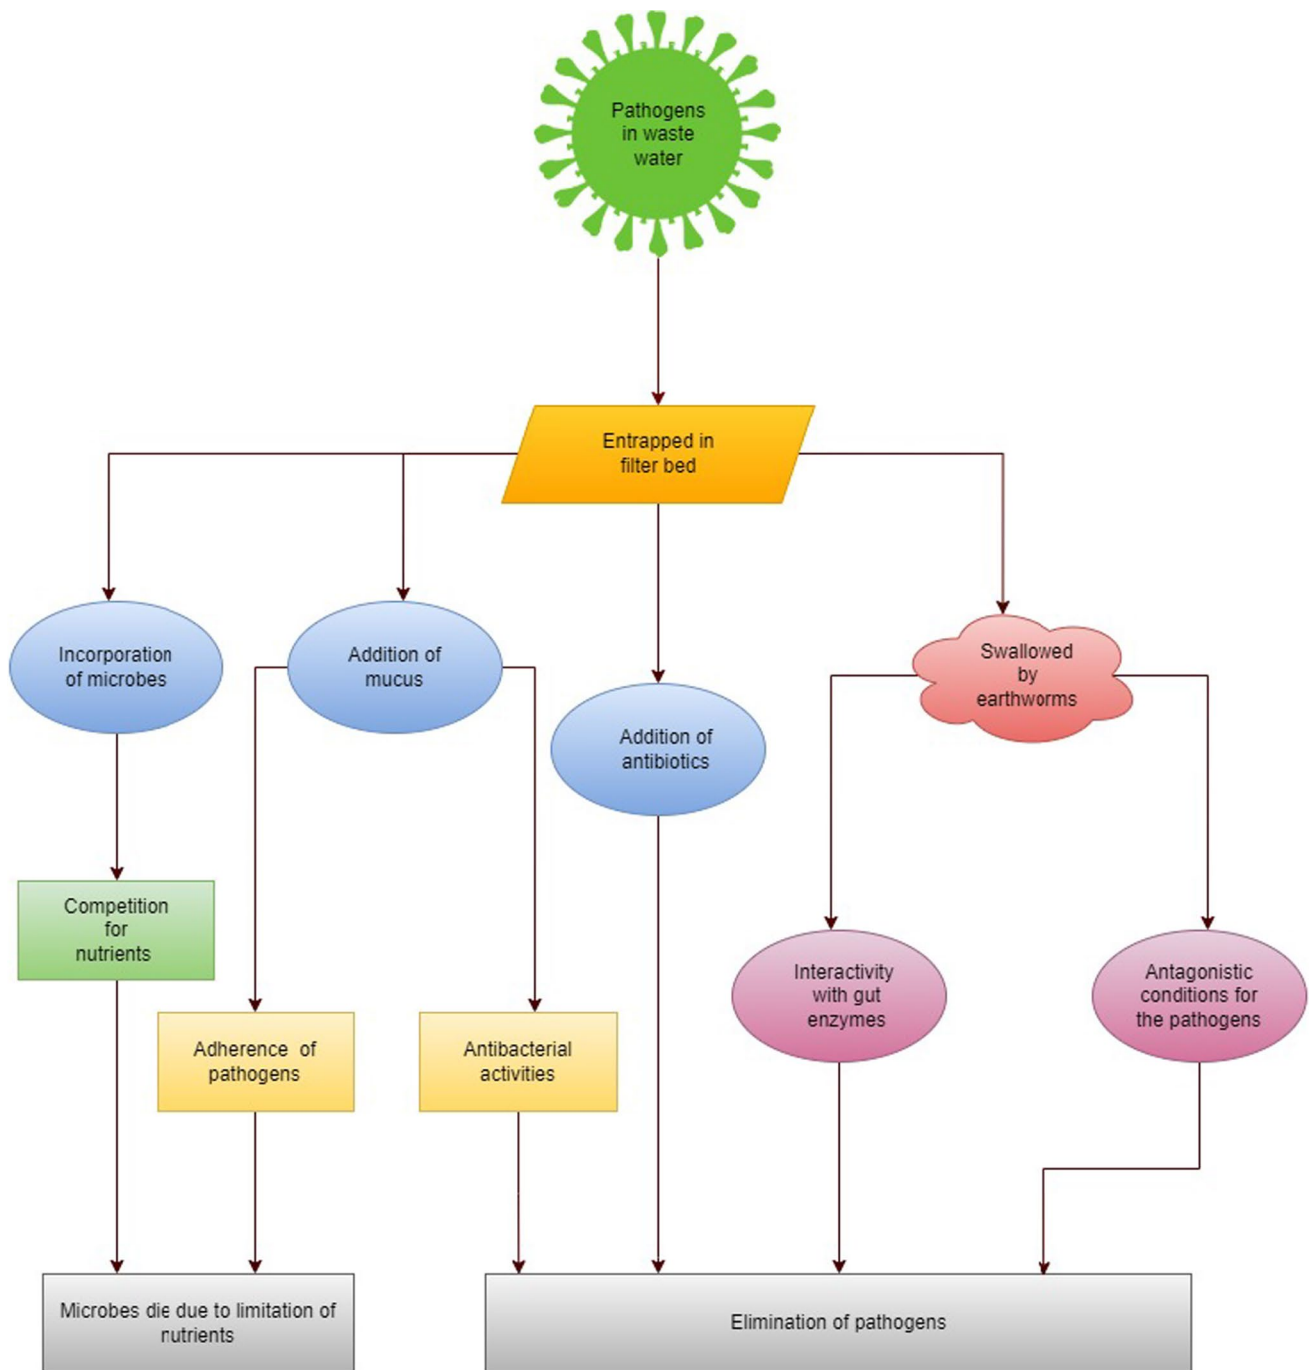 Pathogens
in waste
water
Entrapped in
filter bed
Incorporation
of microbes
Addition of
mucus
Addition of
antibiotics
Swallowed
by
earthworms
Competition
for
nutrients
Interactivity
with gut
enzymes
Antagonistic
conditions for
the pathogens
Adherence of
pathogens
Antibacterial
activities
Microbes die due to limitation of
nutrients
Elimination of pathogens